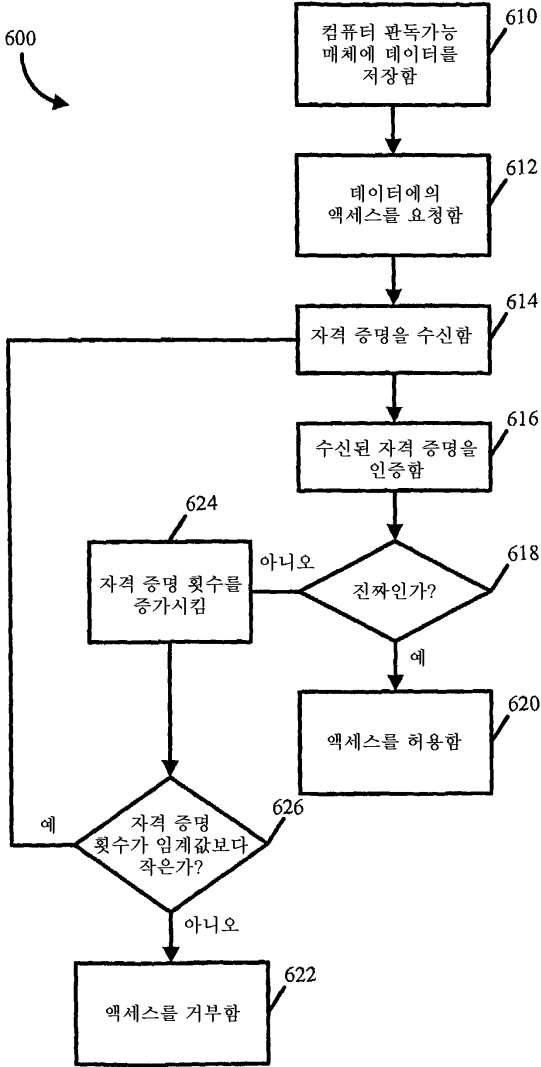 600
컴퓨터 판독가능
매체에 데이터를
저장함
610
데이터에의
액세스를 요청함
612
자격 증명을 수신함
614
수신된 자격 증명을
인증함
616
진짜인가?
618
아니오
예
624
자격 증명 횟수를
증가시킴
액세스를 허용함
620
자격 증명
횟수가 임계값보다
작은가?
626
예
아니오
액세스를 거부함
622